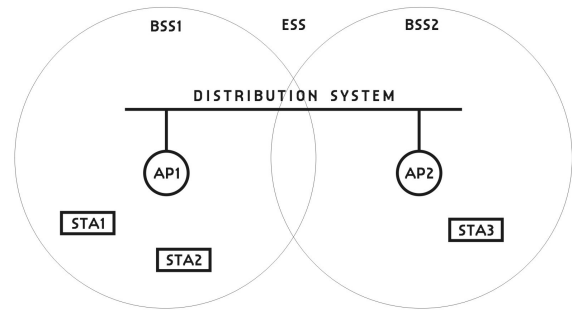 BSS1 ESS BSS2
DISTRIBUTION SYSTEM
AP1 AP2
STA1
STA3
STA2